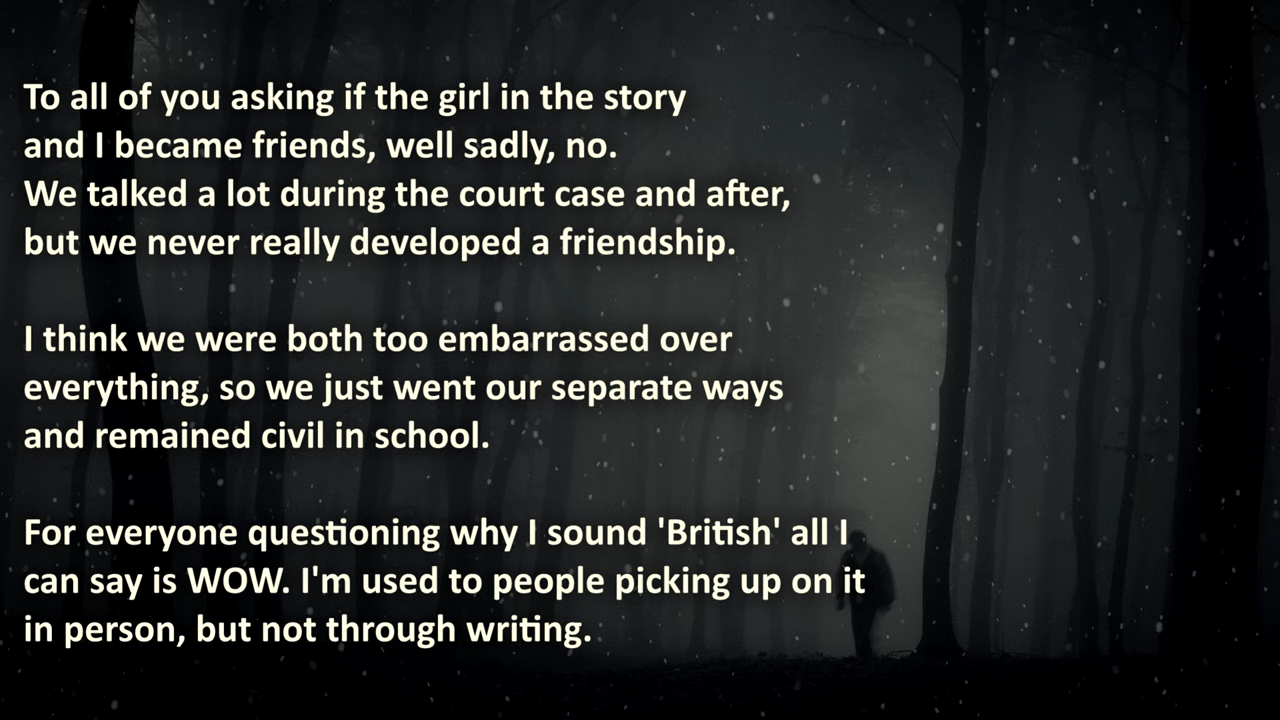 To all of you asking if the girl in the story
and I became friends, well sadly, no.
We talked a lot during the court case and after,
but we never really developed a friendship.
I think we were both too embarrassed over
everything, so we just went our separate ways
and remained civil in school.
For everyone questioning why I sound 'British' all I
can say is WOW. I'm used to people picking up on it
in person, but not through writing.